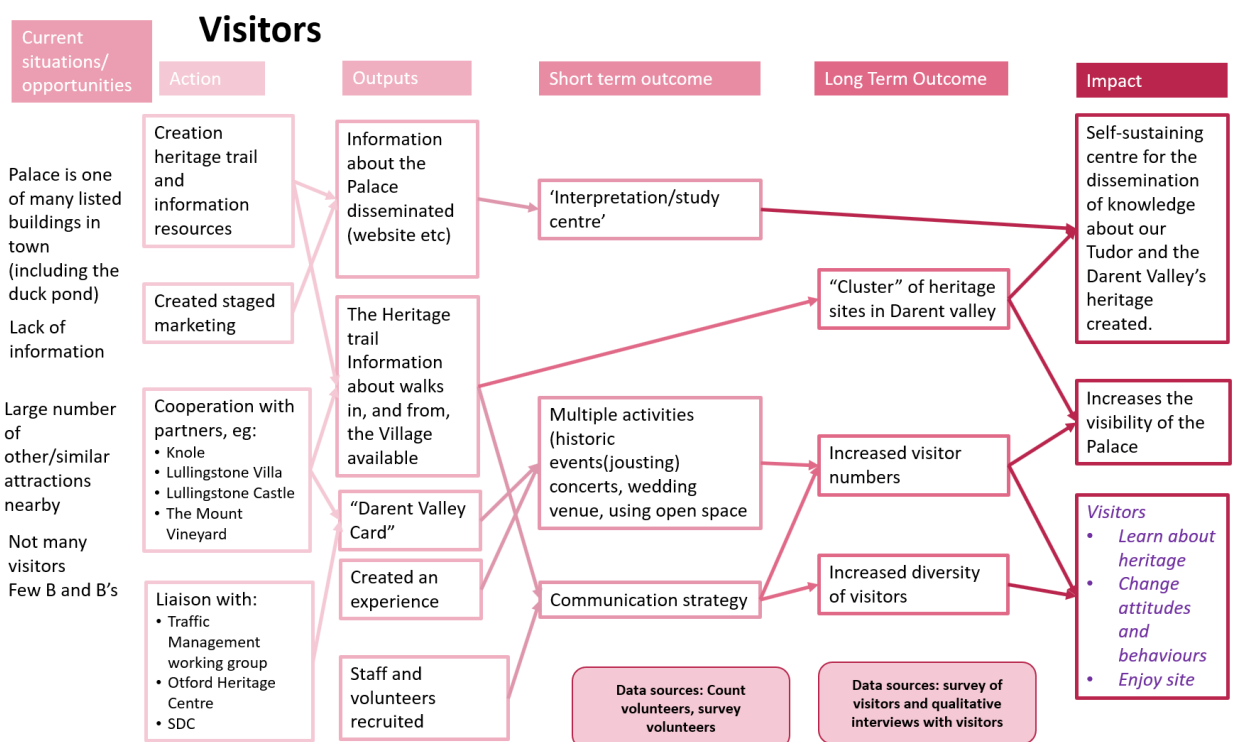 Visitors
Current
situations/
opportunities
Action
Outputs
Short term outcome
Long Term Outcome
Impact
Palace is one
of many listed
buildings in
town
(including the
duck pond)
Lack of
information
Large number
of
other/similar
attractions
nearby
Not many
visitors
Few B and B's
Creation
heritage trail
and
information
resources
Created staged
marketing
Cooperation with
partners, eg:
• Knole
• Lullingstone Villa
• Lullingstone Castle
• The Mount
Vineyard
Liaison with:
• Traffic
Management
working group
• Otford Heritage
Centre
• SDC
Information
about the
Palace
disseminated
(website etc)
The Heritage
trail
Information
about walks
in, and from,
the Village
available
“Darent Valley
Card”
Created an
experience
Staff and
volunteers
recruited
‘Interpretation/study
centre’
Multiple activities
(historic
events(jousting)
concerts, wedding
venue, using open space
Communication strategy
Data sources: Count
volunteers, survey
volunteers
“Cluster” of heritage
sites in Darent valley
Increased visitor
numbers
Increased diversity
of visitors
Data sources: survey of
visitors and qualitative
interviews with visitors
Self-sustaining
centre for the
dissemination
of knowledge
about our
Tudor and the
Darent Valley’s
heritage
created.
Increases the
visibility of the
Palace
Visitors
• Learn about
heritage
• Change
attitudes
and
behaviours
• Enjoy site